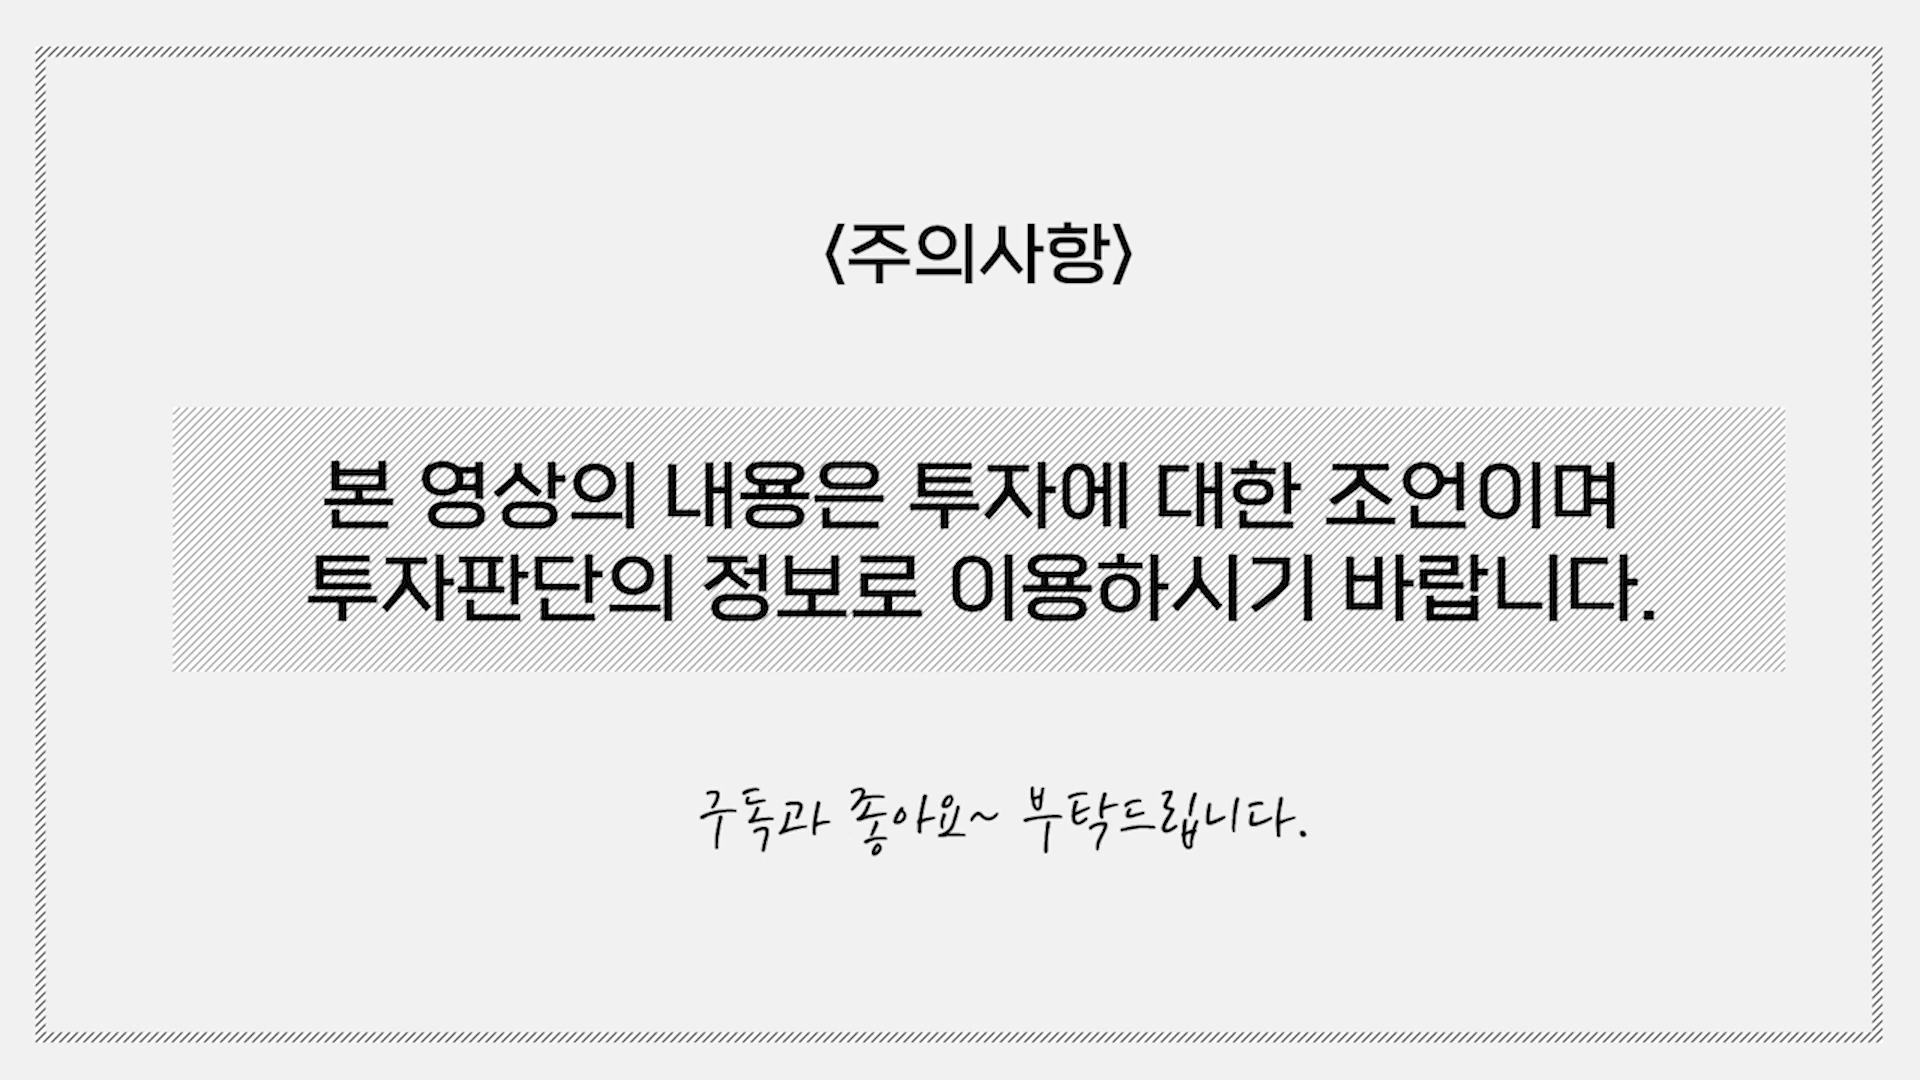 〈주의사항〉
본 영상의 내용은 투자에 대한 조언이며
투자판단의 정보로 이용하시기 바랍니다.
구독과 좋아요~ 부탁드립니다.